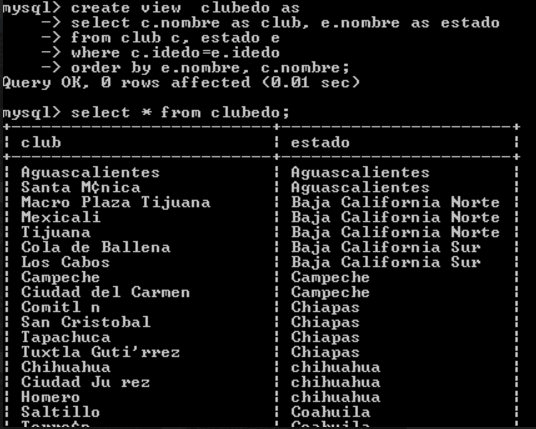 mysql> create view  clubedo as
    -> select c.nombre as club, e.nombre as estado
    -> from club c, estado e
    -> where c.idedo=e.idedo
    -> order by e.nombre, c.nombre;
Query OK, 0 rows affected (0.01 sec)
mysql> select * from clubedo;
+-----------------------+--------------------+
¦ club ¦ estado ¦
+-----------------------+--------------------+
¦ Aguascalientes ¦ Aguascalientes ¦
¦ Santa M¢nica ¦ Aguascalientes ¦
¦ Macro Plaza Tijuana ¦ Baja California Norte ¦
¦ Mexicali ¦ Baja California Norte ¦
¦ Tijuana ¦ Baja California Norte ¦
¦ Cola de Ballena ¦ Baja California Sur ¦
¦ Los Cabos ¦ Baja California Sur ¦
¦ Campeche ¦ Campeche ¦
¦ Ciudad del Carmen ¦ Campeche ¦
¦ Comitl n ¦ Chiapas ¦
¦ San Cristobal ¦ Chiapas ¦
¦ Tapachuca ¦ Chiapas ¦
¦ Tuxtla Guti'rrez ¦ Chiapas ¦
¦ Chihuahua ¦ chihuahua ¦
¦ Ciudad Ju rez ¦ chihuahua ¦
¦ Homero ¦ chihuahua ¦
¦ Saltillo ¦ Coahuila ¦
¦ Torre¢n ¦ Coahuila ¦